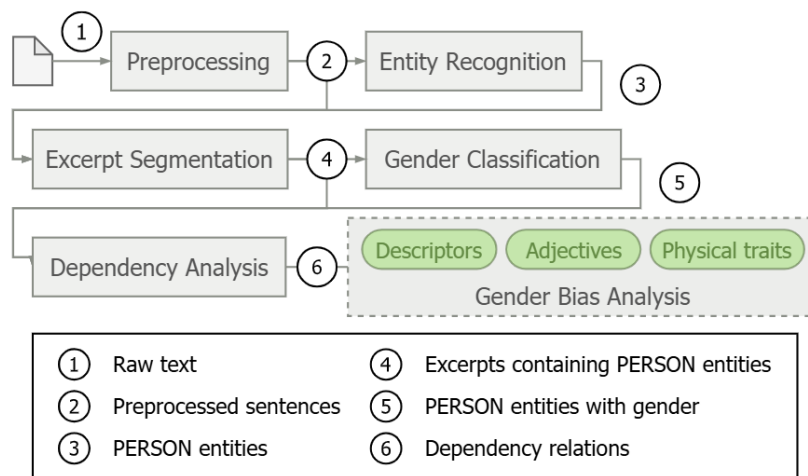 1
Preprocessing
2
Entity Recognition
3
Excerpt Segmentation
4
Gender Classification
5
Dependency Analysis
6
Descriptors
Adjectives
Physical traits
Gender Bias Analysis
1 Raw text
2 Preprocessed sentences
3 PERSON entities
4 Excerpts containing PERSON entities
5 PERSON entities with gender
6 Dependency relations